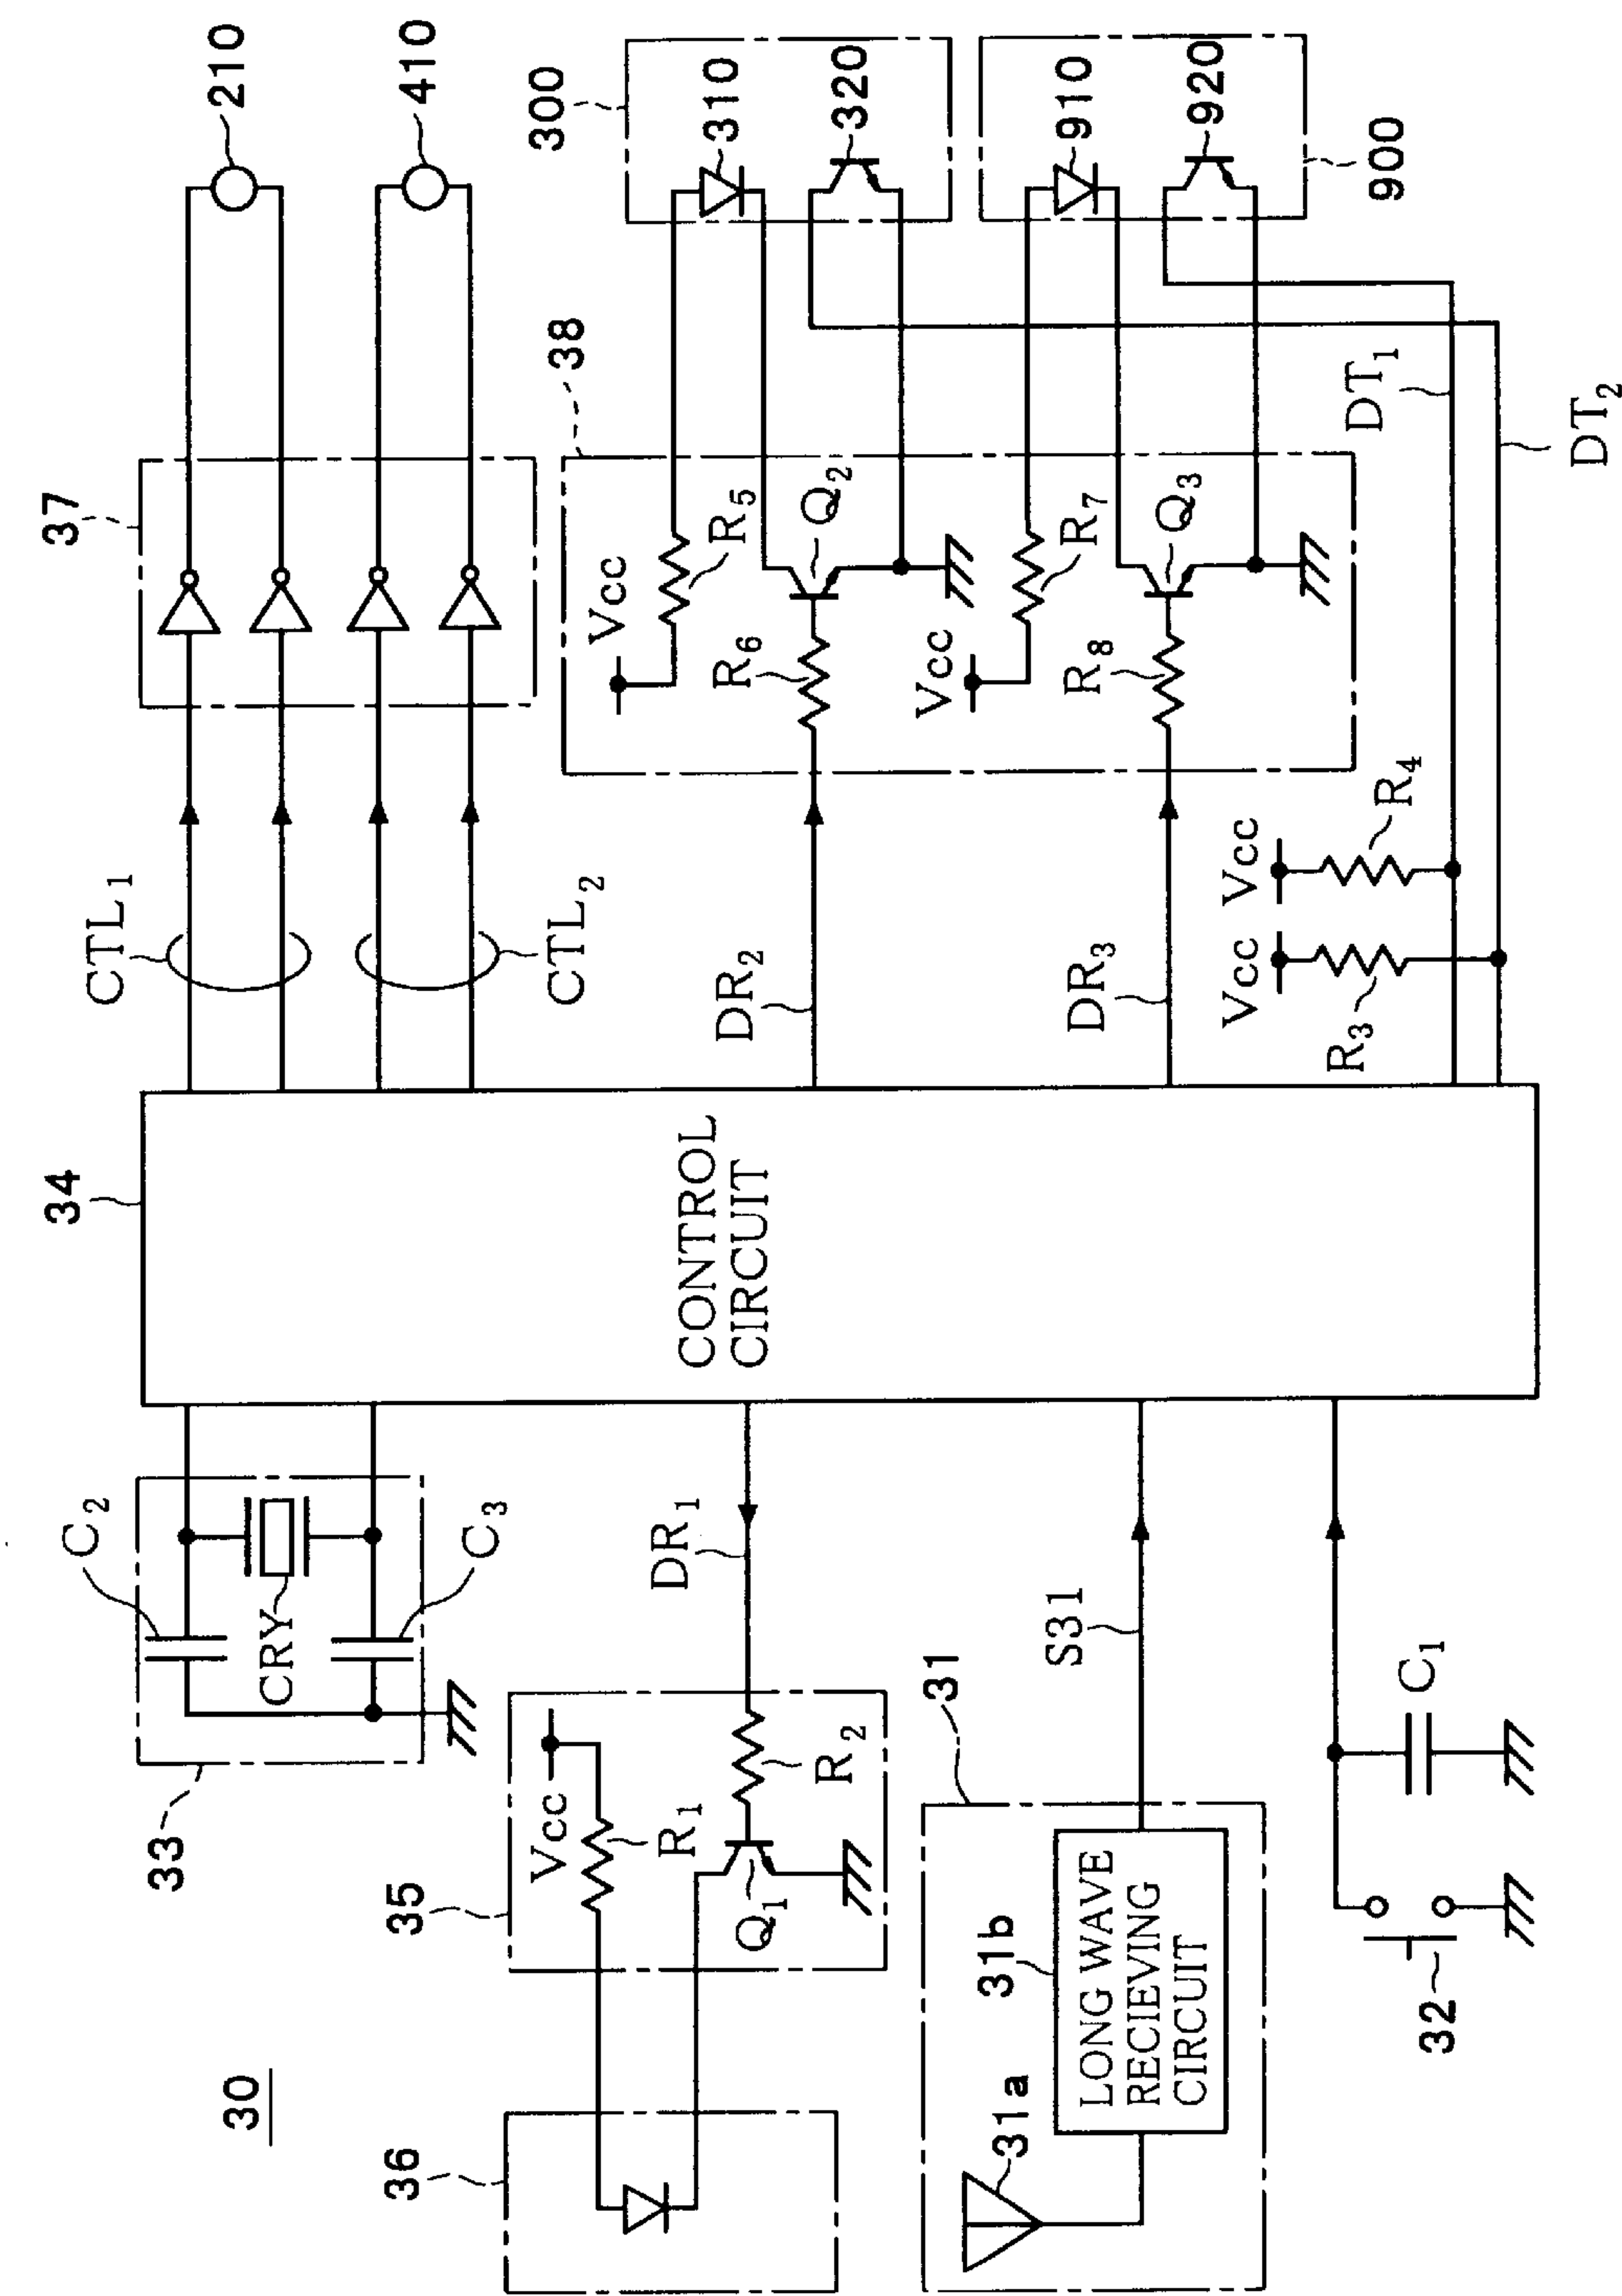 30
36
35
Vcc
R1
Q1
R2
DR1
33
C2
CRY
C3
31
31a
31b
LONG WAVE
RECIEVING
CIRCUIT
S31
32
C1
34
CONTROL
CIRCUIT
CTL1
CTL2
37
210
410
DR2
DR3
38
Vcc
R5
R6
Q2
Vcc
R7
R8
Q3
300
310
320
910
920
900
Vcc
R3
Vcc
R4
DT1
DT2